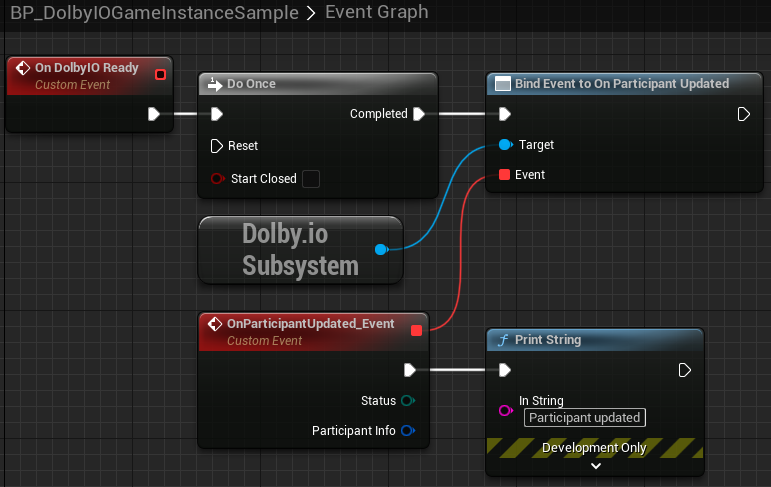 BP_DolbyIOGameInstanceSample > Event Graph
On DolbyIO Ready
Custom Event
Do Once
Completed
Reset
Start Closed
Bind Event to On Participant Updated
Target
Event
Dolby.io
Subsystem
OnParticipantUpdated_Event
Custom Event
Status
Participant Info
Print String
In String
Participant updated
Development Only